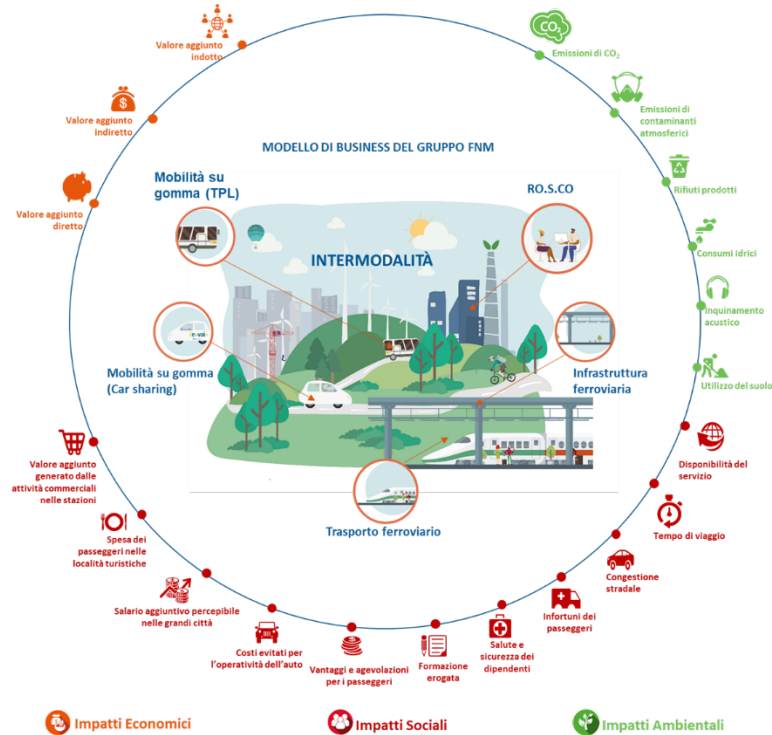 CO₂
Valore aggiunto
indotto
Emissioni di CO₂
$
Valore aggiunto
indiretto
Emissioni di
contaminanti
atmosferici
MODELLO DI BUSINESS DEL GRUPPO FNM
Mobilità su
gomma (TPL)
RO.S.CO
Rifiuti prodotti
Valore aggiunto
diretto
Consumi idrici
INTERMODALITÀ
Inquinamento
acustico
Mobilità su gomma
(Car sharing)
Infrastruttura
ferroviaria
Utilizzo del suolo
Valore aggiunto
generato dalle
attività commerciali
nelle stazioni
Disponibilità del
servizio
Trasporto ferroviario
Spesa dei
passeggeri nelle
località turistiche
Tempo di viaggio
Congestione
stradale
Salario aggiuntivo percepibile
nelle grandi città
Infortuni dei
passeggeri
Costi evitati per
l'operatività dell'auto
Vantaggi e agevolazioni
per i passeggeri
Formazione
erogata
Salute e
sicurezza dei
dipendenti
Impatti Economici
Impatti Sociali
Impatti Ambientali